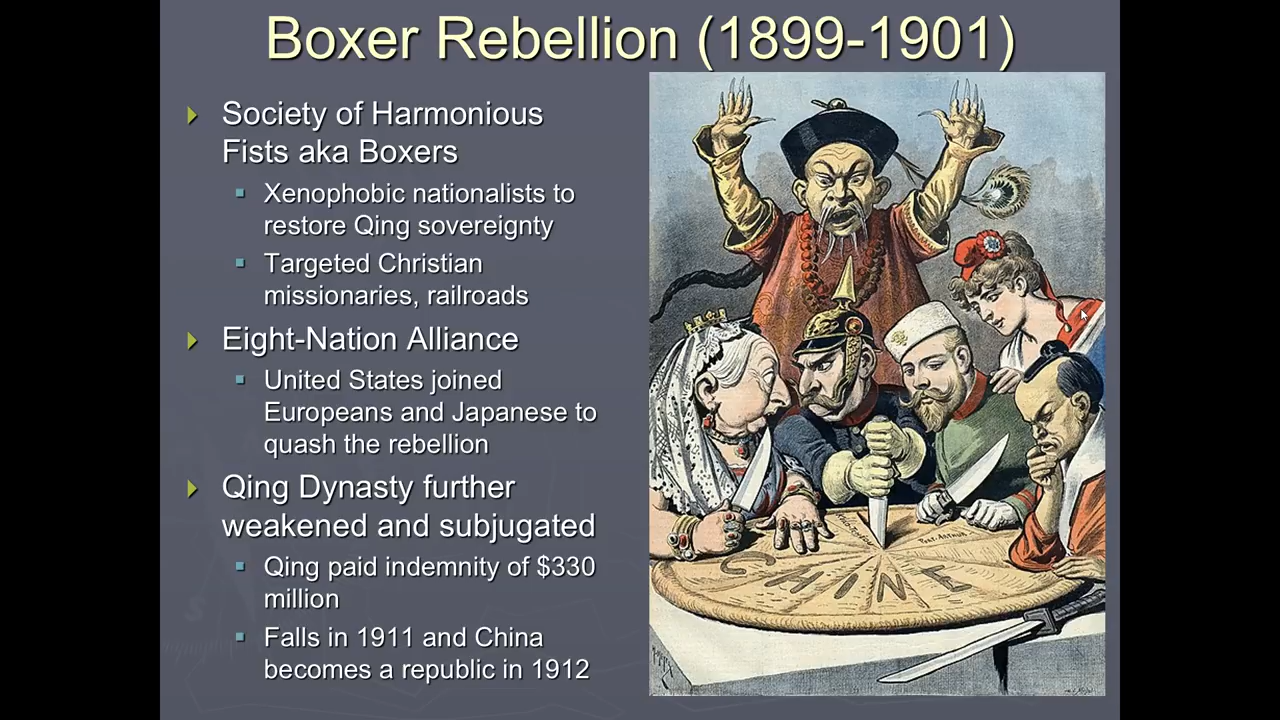 Boxer Rebellion (1899-1901)
Society of Harmonious
Fists aka Boxers
Xenophobic nationalists to
restore Qing sovereignty
Targeted Christian
missionaries, railroads
Eight-Nation Alliance
United States joined
Europeans and Japanese to
quash the rebellion
Qing Dynasty further
weakened and subjugated
Qing paid indemnity of $330
million
Falls in 1911 and China
becomes a republic in 1912
PORT-ARTHUR
CHINE